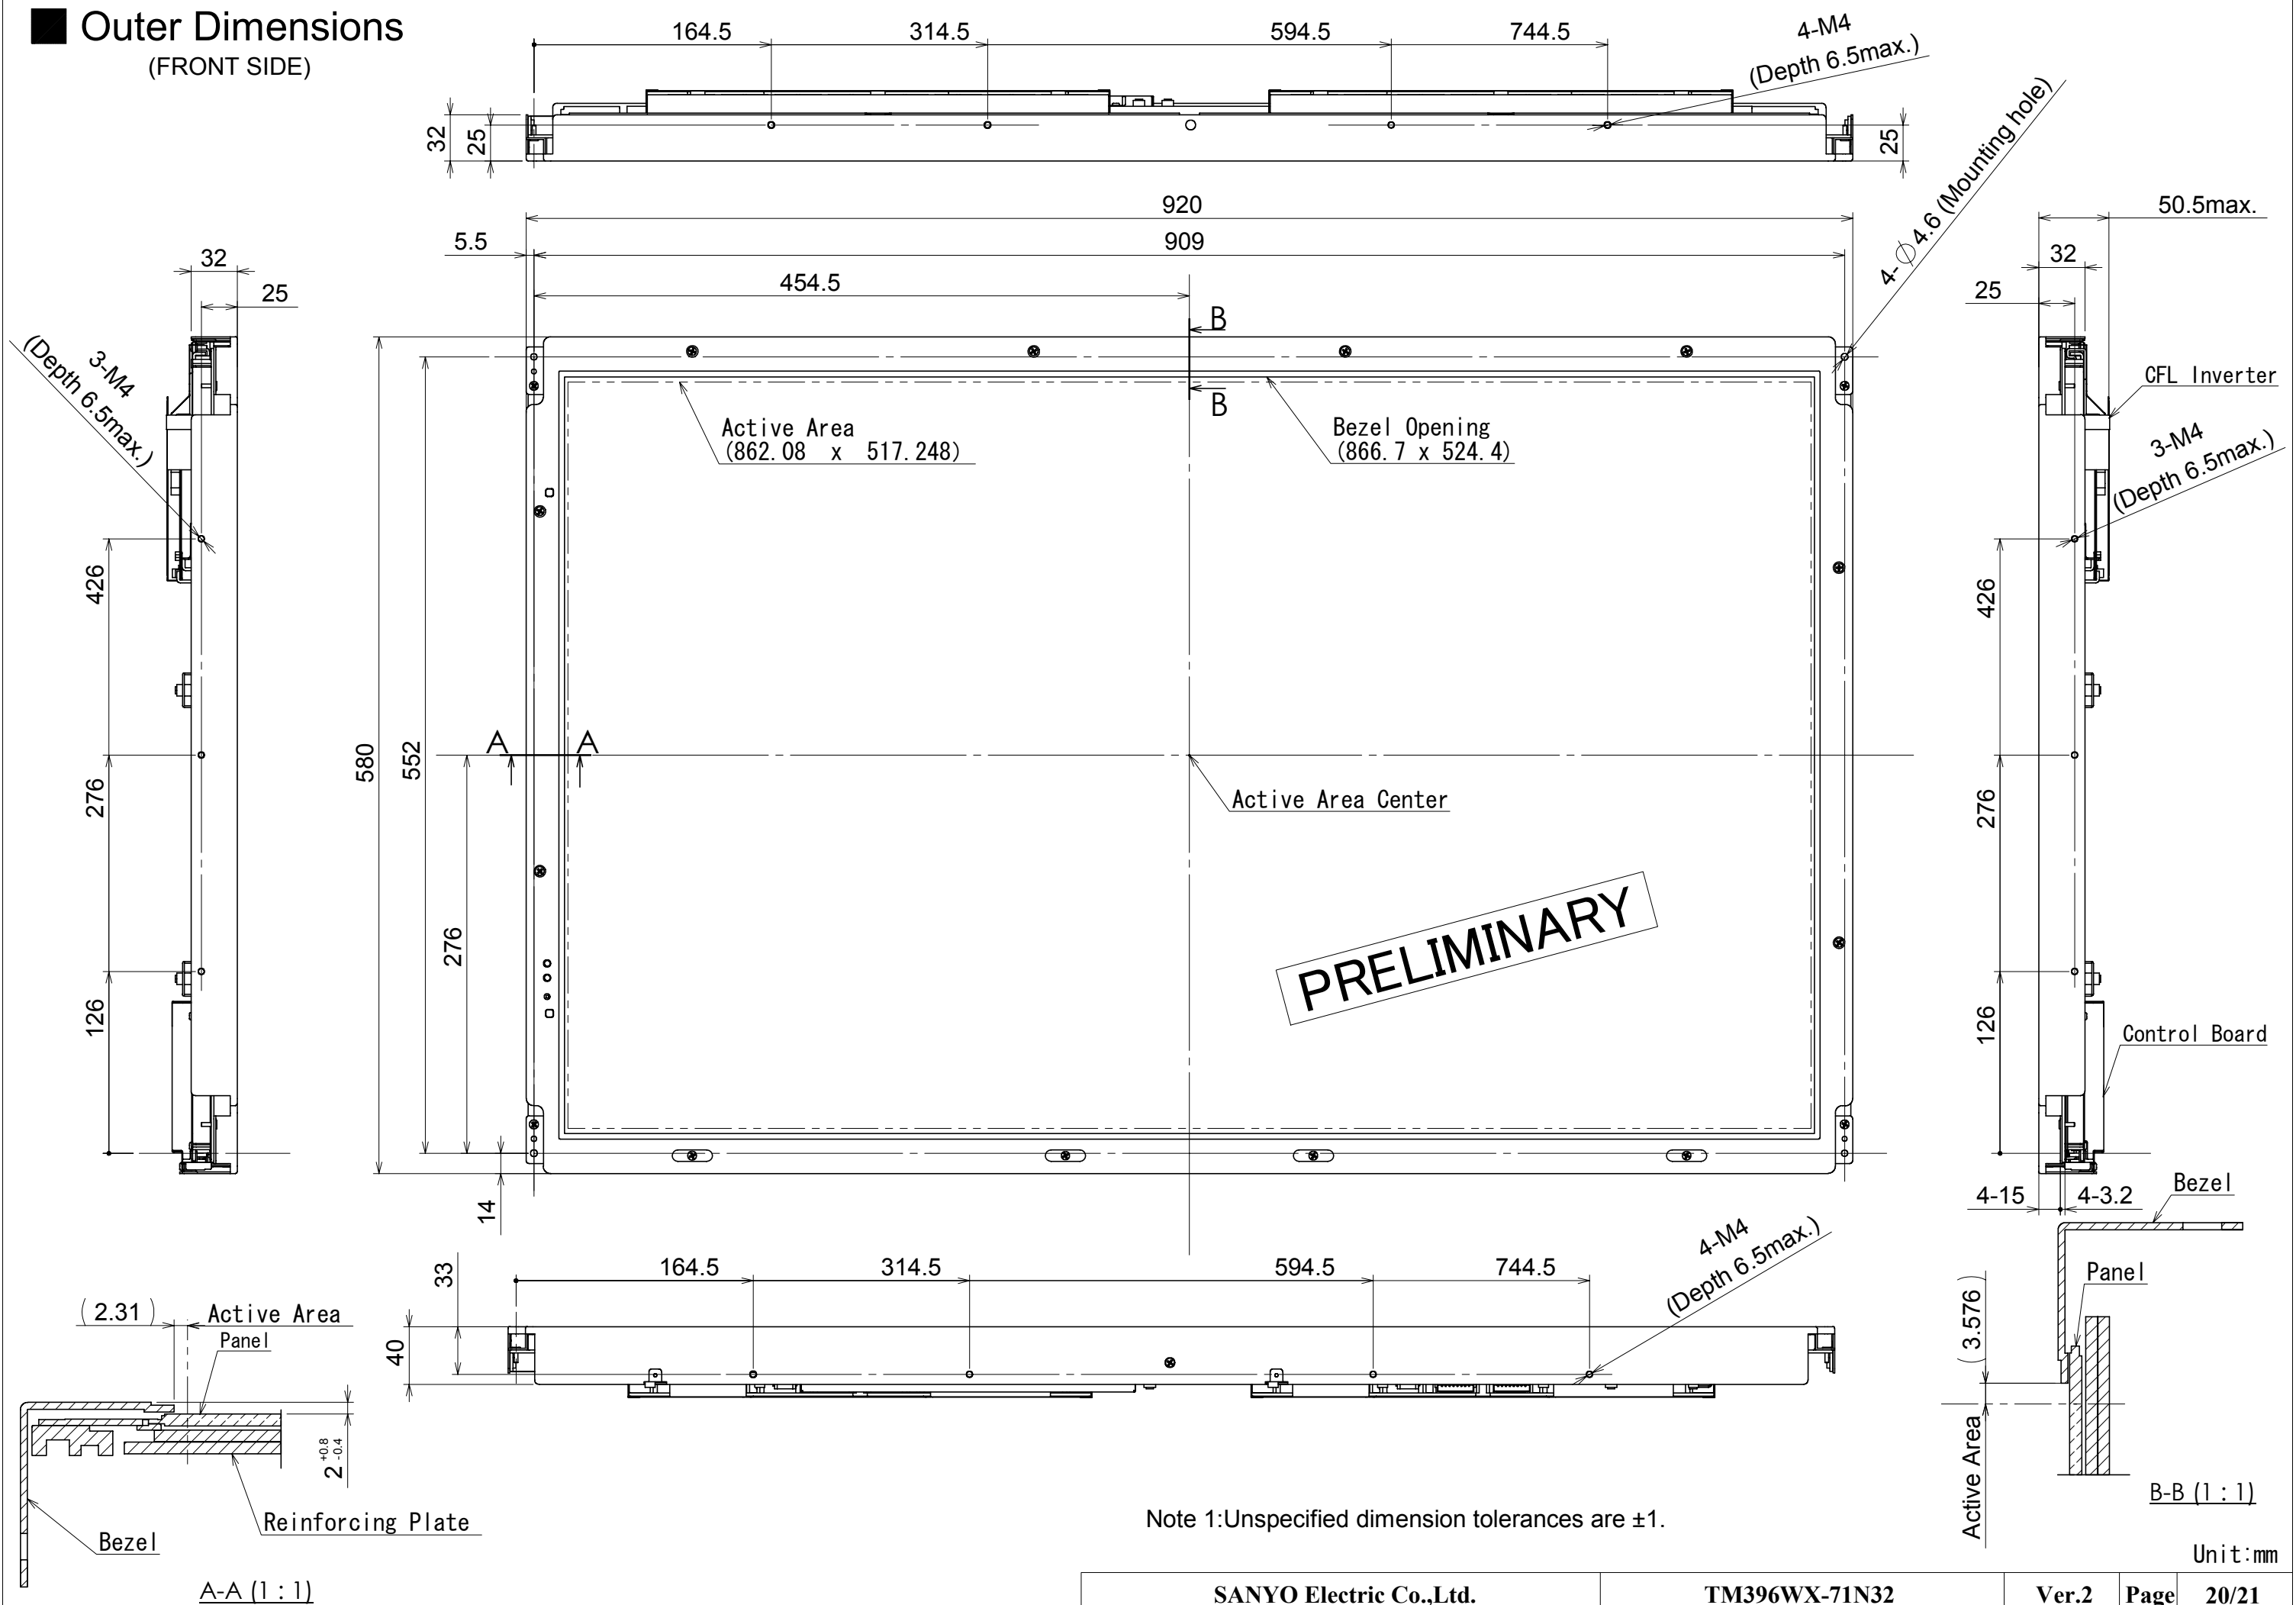 ■ Outer Dimensions
(FRONT SIDE)
164.5
314.5
594.5
744.5
4-M4
(Depth 6.5max.)
32
25
25
4-∅4.6 (Mounting hole)
920
5.5
909
454.5
50.5max.
32
25
32
25
3-M4
(Depth 6.5max.)
B
B
CFL Inverter
3-M4
(Depth 6.5max.)
Active Area
(862.08 x 517.248)
Bezel Opening
(866.7 x 524.4)
426
276
126
580
552
276
14
A
A
Active Area Center
PRELIMINARY
426
276
126
Control Board
4-15
4-3.2
Bezel
Panel
(3.576)
Active Area
B-B (1 : 1)
33
40
164.5
314.5
594.5
744.5
4-M4
(Depth 6.5max.)
(2.31)
Active Area
Panel
2 +0.8 -0.4
Reinforcing Plate
Bezel
A-A (1 : 1)
Note 1:Unspecified dimension tolerances are ±1.
Unit:mm
SANYO Electric Co.,Ltd.
TM396WX-71N32
Ver.2
Page
20/21